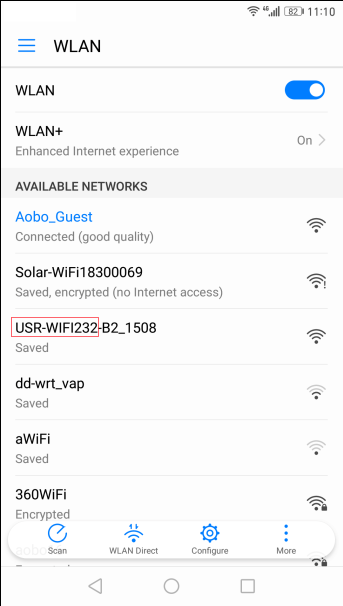 4G 82 11:10
WLAN
WLAN
WLAN+
Enhanced Internet experience
On
AVAILABLE NETWORKS
Aobo_Guest
Connected (good quality)
Solar-WiFi18300069
Saved, encrypted (no Internet access)
USR-WIFI232-B2_1508
Saved
dd-wrt_vap
Saved
aWiFi
Saved
360WiFi
Encrypted
Scan
WLAN Direct
Configure
More